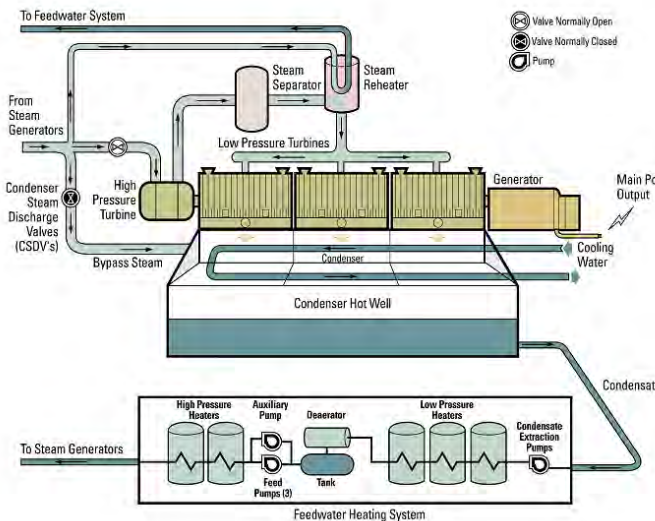 To Feedwater System
Valve Normally Open
Valve Normally Closed
Pump
Steam
Separator
Steam
Reheater
From
Steam
Generators
Low Pressure Turbines
High
Pressure
Turbine
Generator
Main Po
Output
Condenser
Steam
Discharge
Valves
(CSDV's)
Bypass Steam
Cooling
Water
Condenser
Condenser Hot Well
Condensat
High Pressure
Heaters
Auxiliary
Pump
Deaerator
Low Pressure
Heaters
Condensate
Extraction
Pumps
To Steam Generators
Feed
Pumps (3)
Tank
Feedwater Heating System